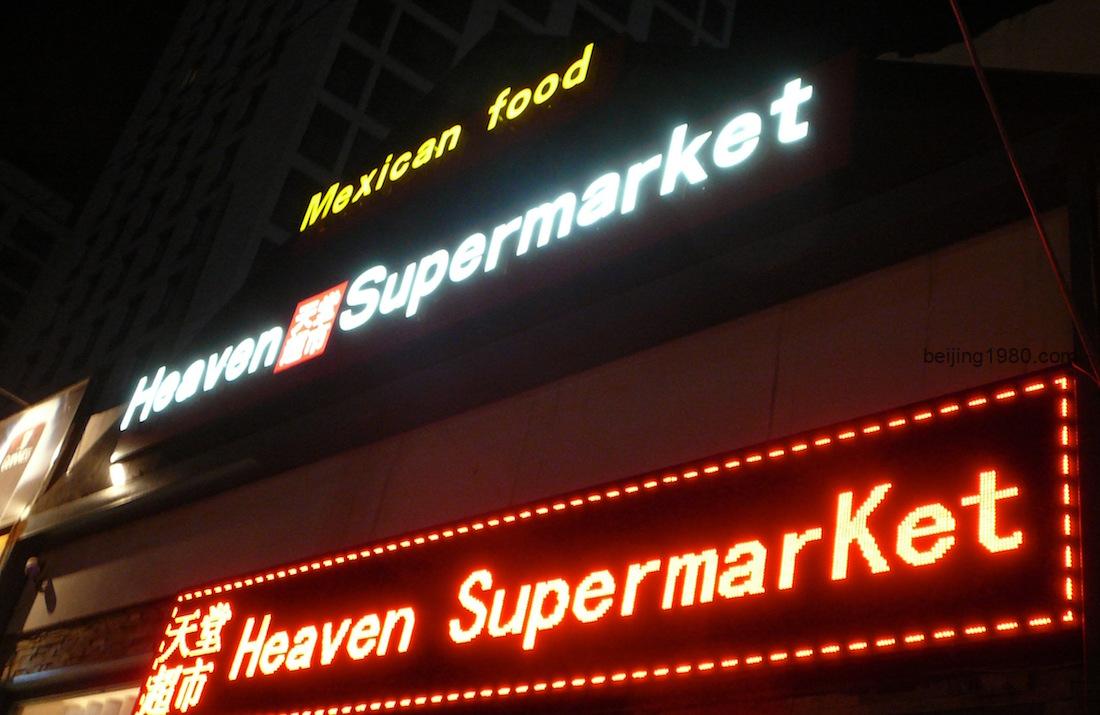 Mexican food
Heaven 天堂超市 Supermarket
beijing1980.com
天堂
超市
Heaven SupermarKet